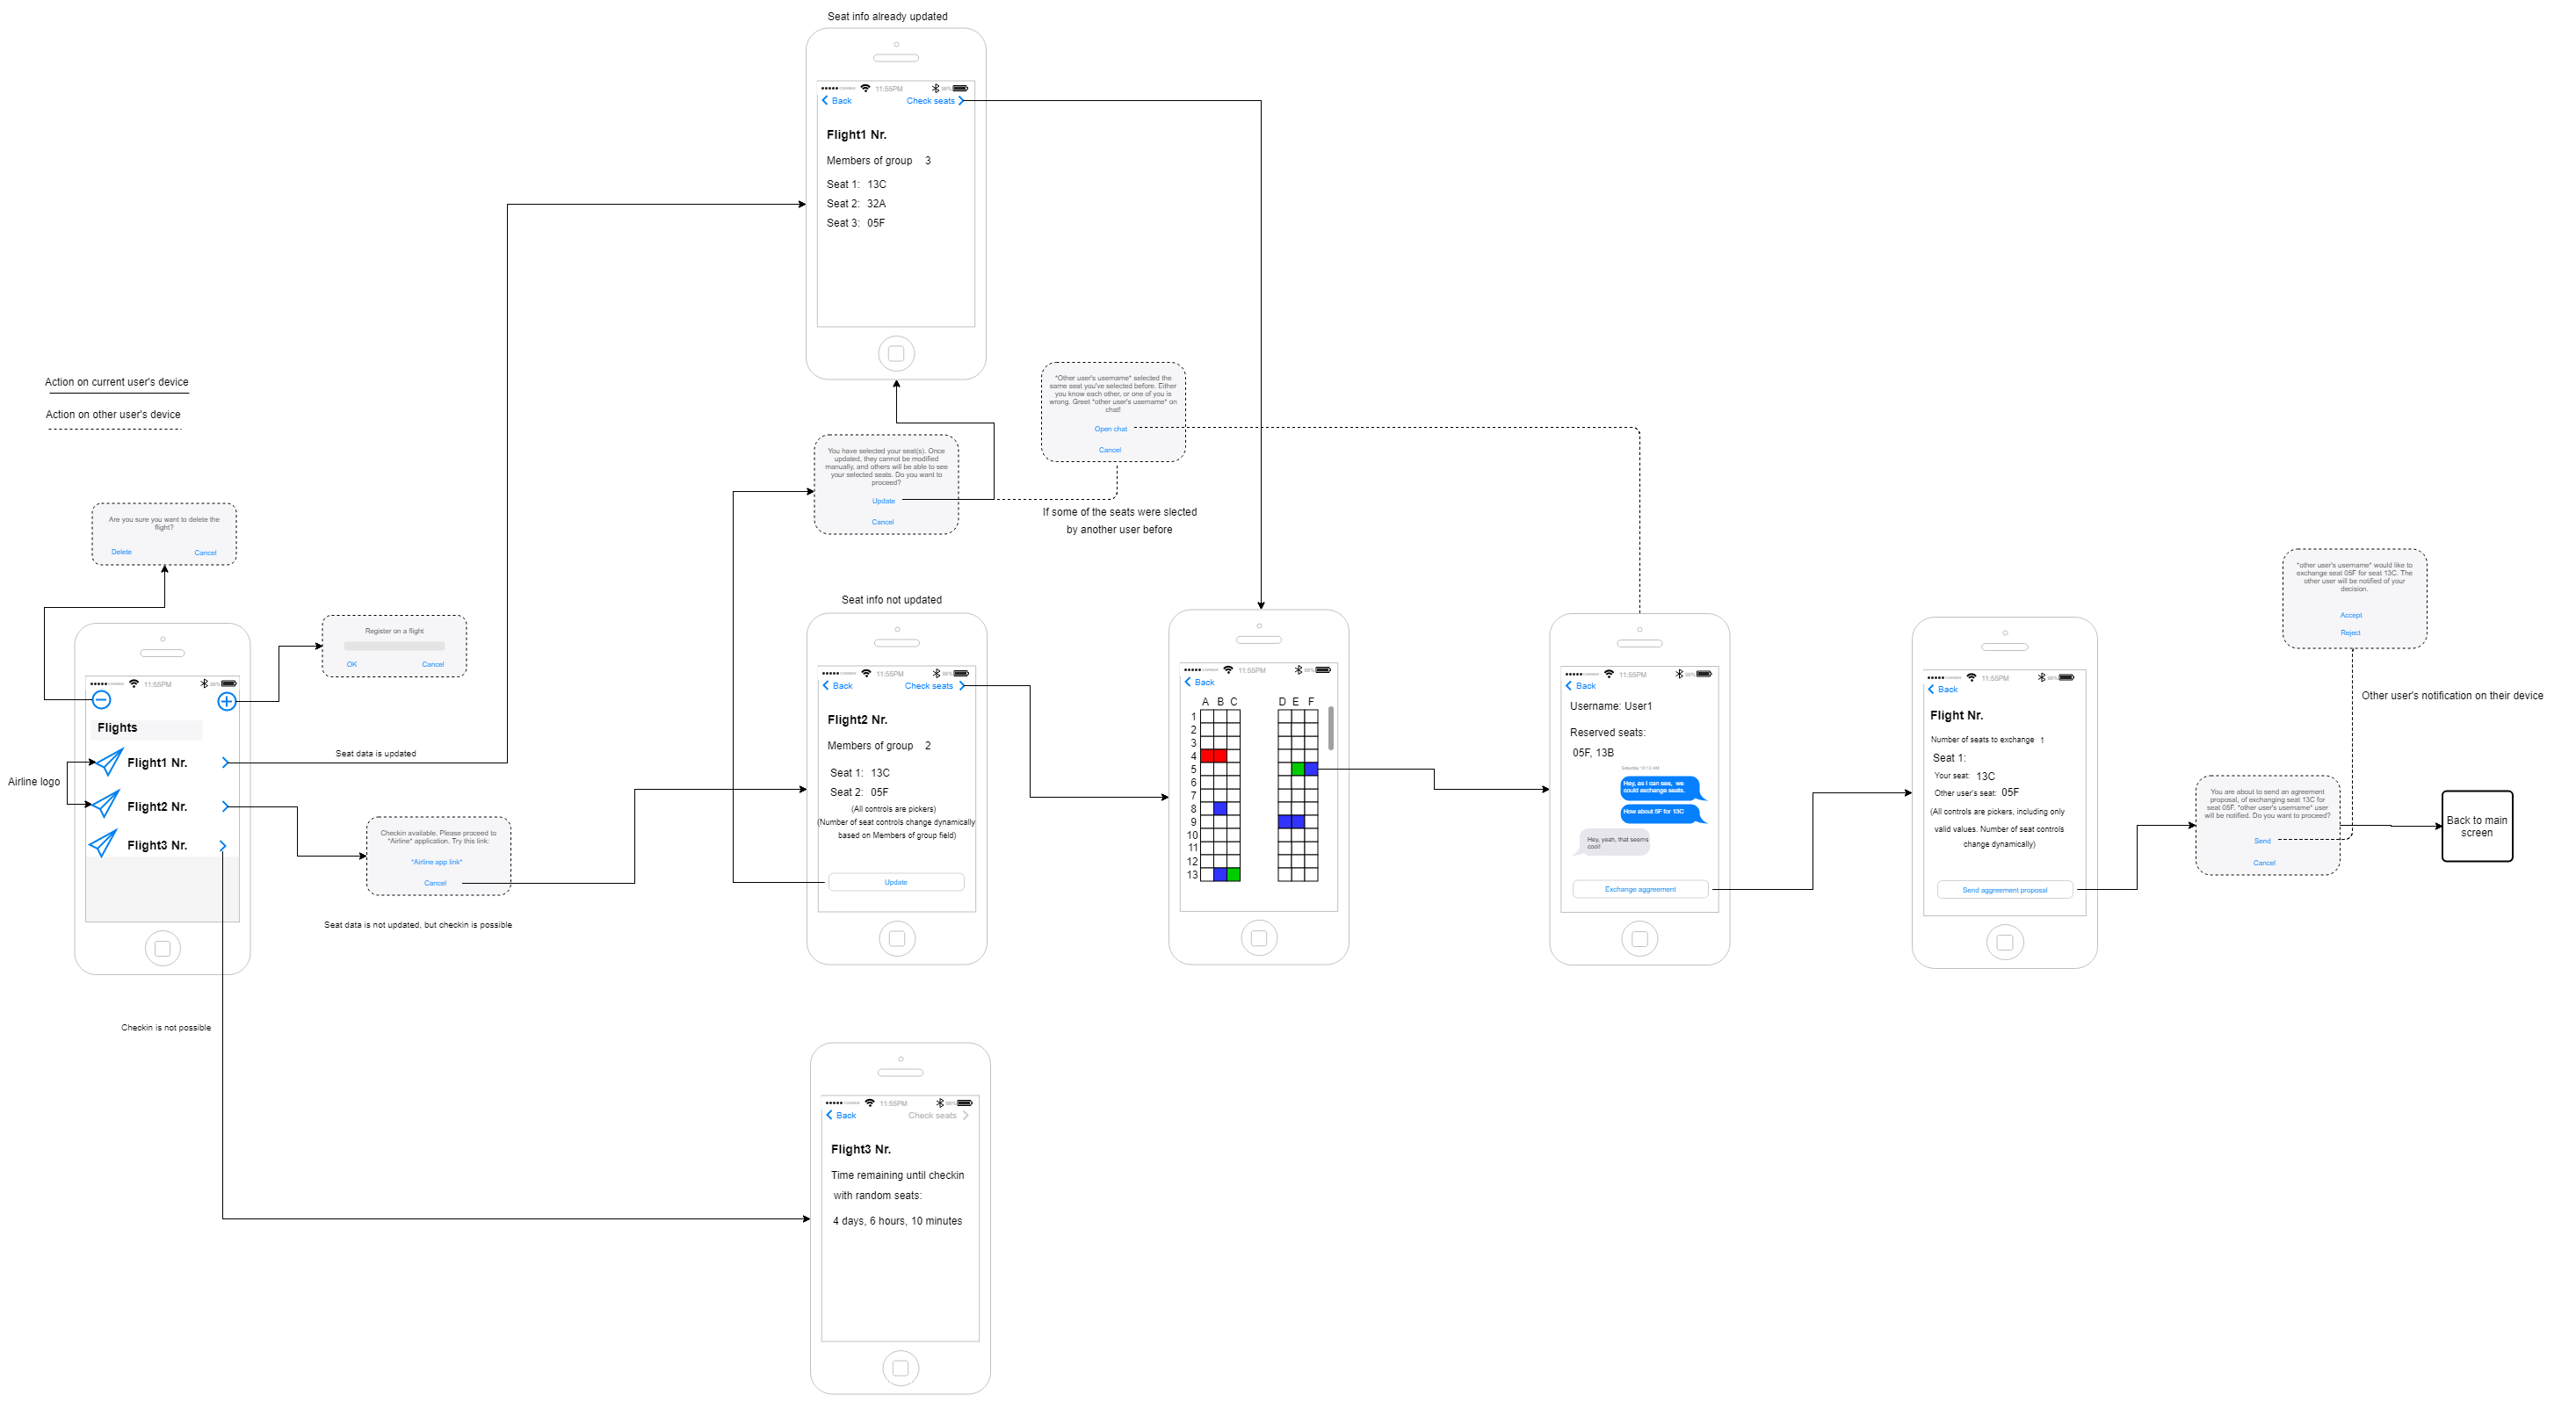 Seat info already updated
11:55PM
Back
Check seats
Flight1 Nr.
Members of group 3
Seat 1: 13C
Seat 2: 32A
Seat 3: 05F
Action on current user's device
Action on other user's device
Are you sure you want to delete the
flight?
Delete
Cancel
Register on a flight
OK
Cancel
11:55PM
Flights
Flight1 Nr.
Flight2 Nr.
Flight3 Nr.
Airline logo
Seat data is updated
Checkin available. Please proceed to
*Airline* application. Try this link:
*Airline app link*
Cancel
Seat data is not updated, but checkin is possible
Checkin is not possible
You have selected your seat(s). Once
updated, they cannot be modified
manually, and others will be able to see
your selected seats. Do you want to
proceed?
Update
Cancel
*Other user's username* selected the
same seat you've selected before. Either
you know each other, or one of you is
wrong. Greet *other user's username* on
chat!
Open chat
Cancel
If some of the seats were slected
by another user before
Seat info not updated
11:55PM
Back
Check seats
Flight2 Nr.
Members of group 2
Seat 1: 13C
Seat 2: 05F
(All controls are pickers)
(Number of seat controls change dynamically
based on Members of group field)
Update
11:55PM
Back
A B C D E F
1
2
3
4
5
6
7
8
9
10
11
12
13
11:55PM
Back
Username: User1
Reserved seats:
05F, 13B
Saturday 10:12 AM
Hey, as I can see, we
could exchange seats.
How about 5F for 13C
Hey, yeah, that seems
cool!
Exchange aggreement
11:55PM
Back
Flight Nr.
Number of seats to exchange 1
Seat 1:
Your seat: 13C
Other user's seat: 05F
(All controls are pickers, including only
valid values. Number of seat controls
change dynamically)
Send aggreement proposal
You are about to send an agreement
proposal, of exchanging seat 13C for
seat 05F. *other user's username* user
will be notified. Do you want to proceed?
Send
Cancel
*other user's username* would like to
exchange seat 05F for seat 13C. The
other user will be notified of your
decision.
Accept
Reject
Other user's notification on their device
Back to main
screen
11:55PM
Back
Check seats
Flight3 Nr.
Time remaining until checkin
with random seats:
4 days, 6 hours, 10 minutes